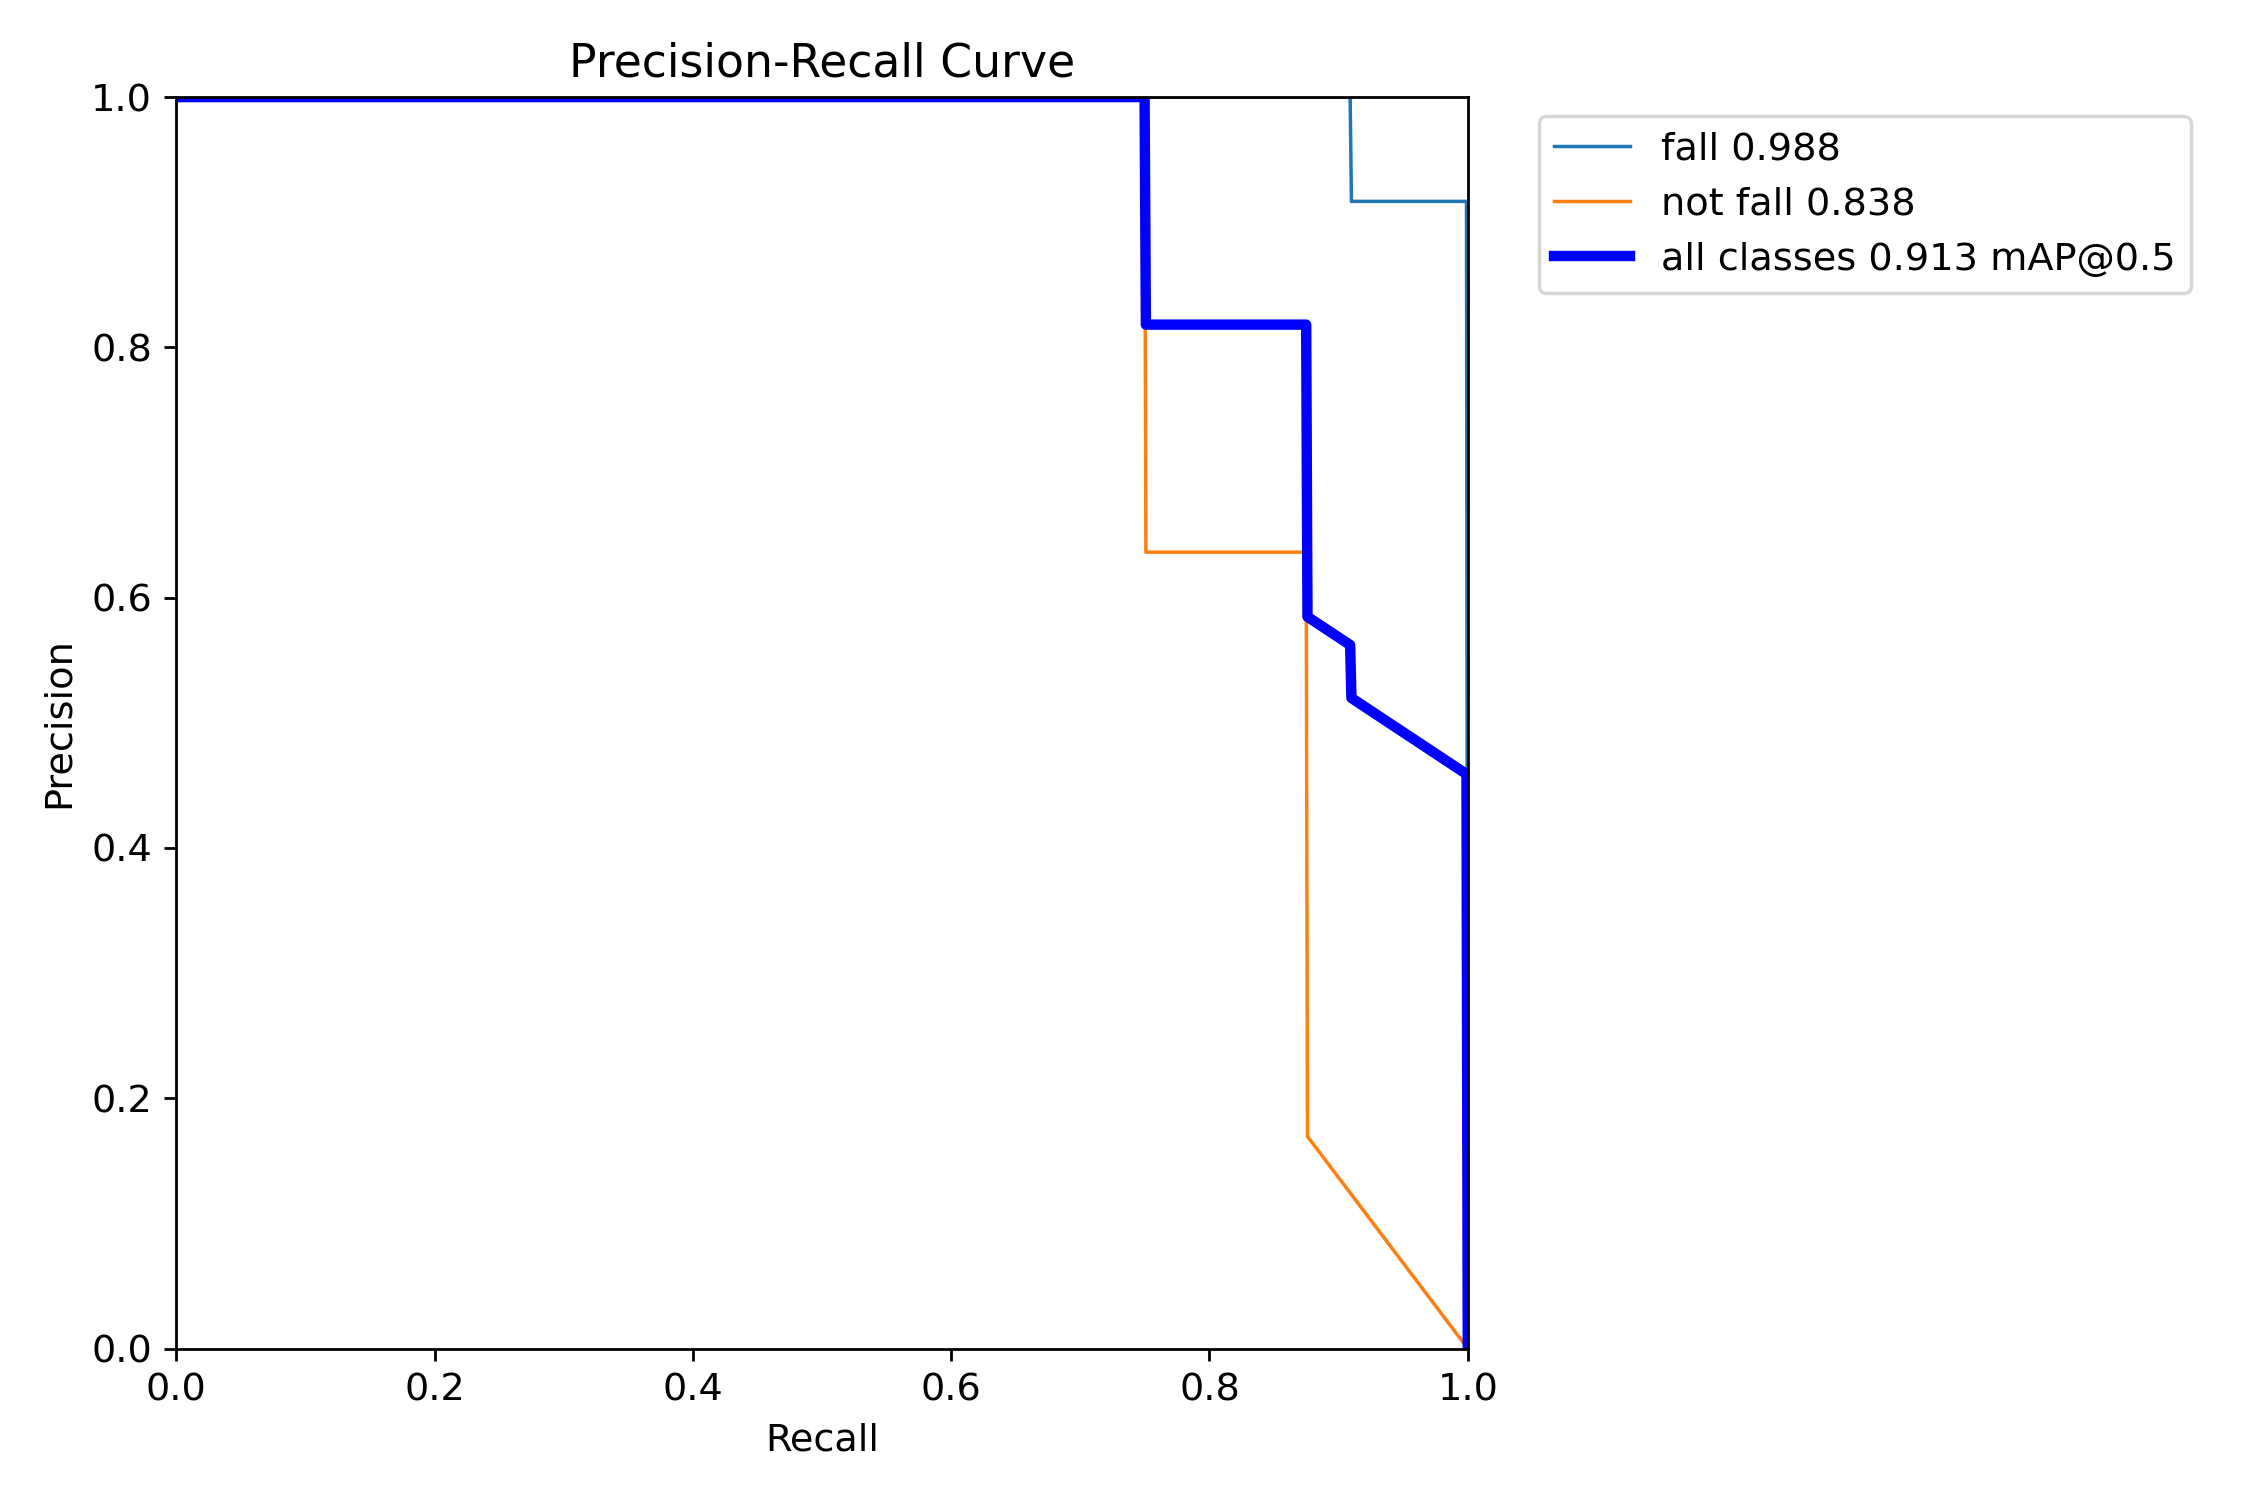 Precision-Recall Curve
1.0
0.8
0.6
0.4
0.2
0.0
Precision
0.0 0.2 0.4 0.6 0.8 1.0
Recall
fall 0.988
not fall 0.838
all classes 0.913 mAP@0.5